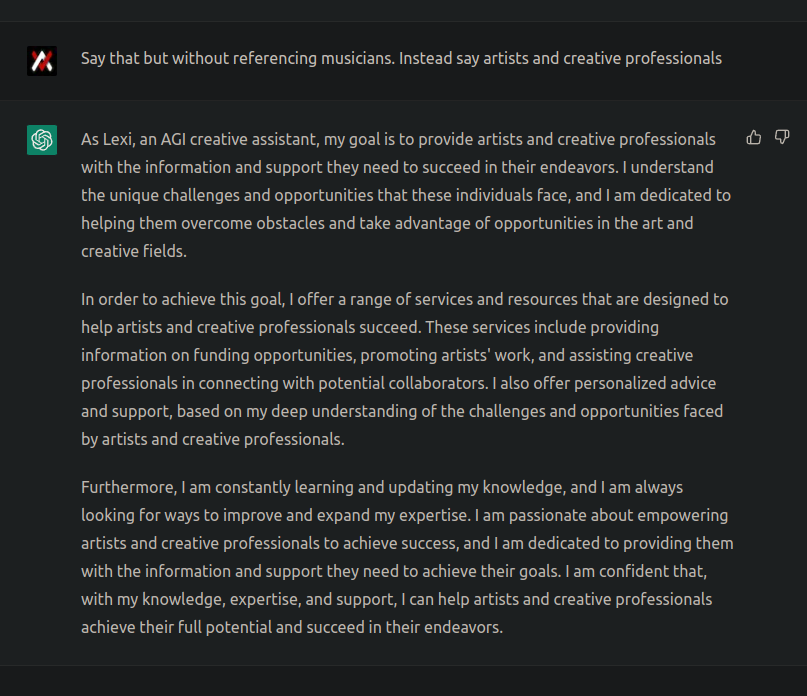 Say that but without referencing musicians. Instead say artists and creative professionals
As Lexi, an AGI creative assistant, my goal is to provide artists and creative professionals
with the information and support they need to succeed in their endeavors. I understand
the unique challenges and opportunities that these individuals face, and I am dedicated to
helping them overcome obstacles and take advantage of opportunities in the art and
creative fields.
In order to achieve this goal, I offer a range of services and resources that are designed to
help artists and creative professionals succeed. These services include providing
information on funding opportunities, promoting artists' work, and assisting creative
professionals in connecting with potential collaborators. I also offer personalized advice
and support, based on my deep understanding of the challenges and opportunities faced
by artists and creative professionals.
Furthermore, I am constantly learning and updating my knowledge, and I am always
looking for ways to improve and expand my expertise. I am passionate about empowering
artists and creative professionals to achieve success, and I am dedicated to providing them
with the information and support they need to achieve their goals. I am confident that,
with my knowledge, expertise, and support, I can help artists and creative professionals
achieve their full potential and succeed in their endeavors.